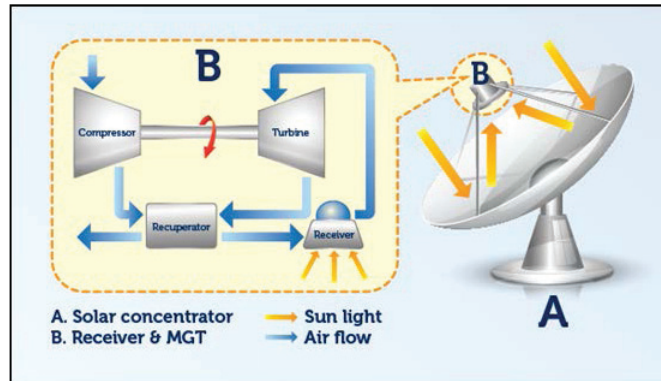 B
Compressor
Turbine
Recuperator
Receiver
B
A
A. Solar concentrator
B. Receiver & MGT
Sun light
Air flow